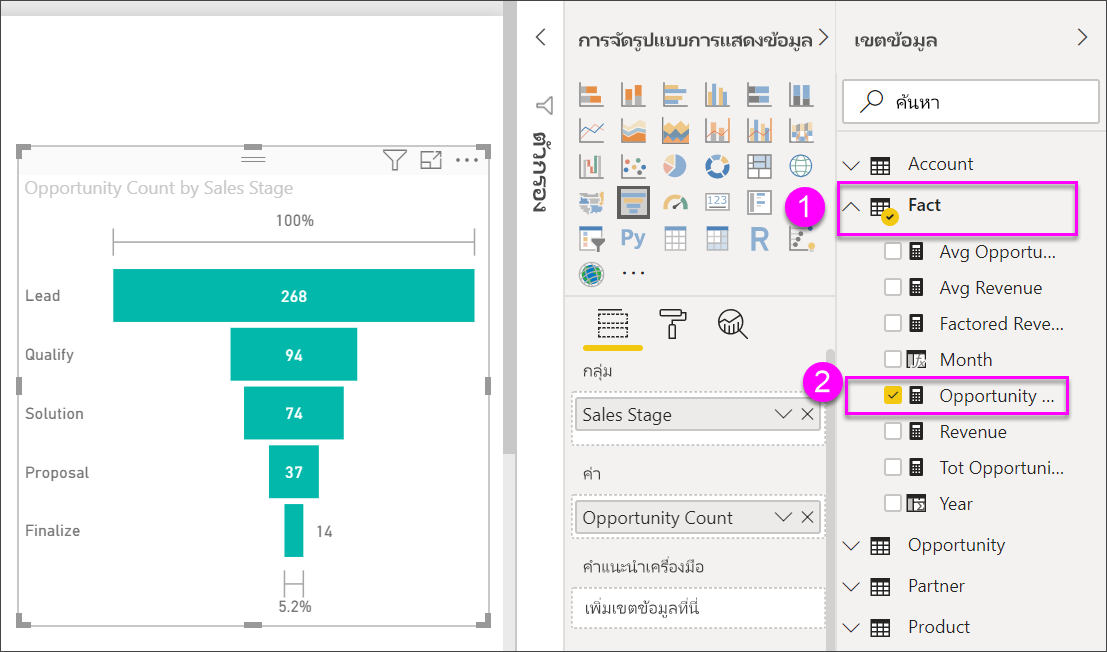 Opportunity Count by Sales Stage
100%
Lead
268
Qualify
94
Solution
74
Proposal
37
Finalize
14
5.2%
ตัวกรอง
การจัดรูปแบบการแสดงข้อมูล
123
Py
R
กลุ่ม
Sales Stage
ค่า
Opportunity Count
คำแนะนำเครื่องมือ
เพิ่มเขตข้อมูลที่นี่
เขตข้อมูล
ค้นหา
Account
1
Fact
Avg Opportu...
Avg Revenue
Factored Reve...
Month
2
Opportunity ...
Revenue
Tot Opportuni...
Year
Opportunity
Partner
Product